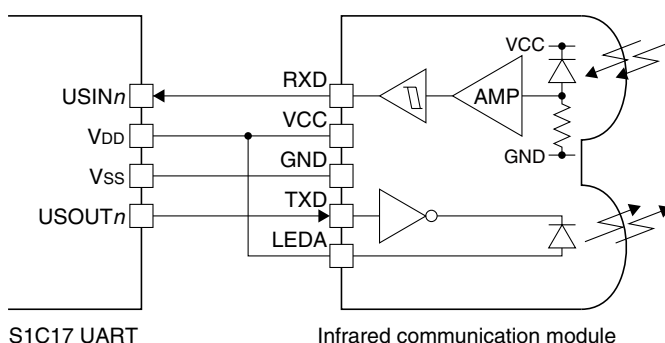 USINn
VDD
VSS
USOUTn
RXD
VCC
GND
TXD
LEDA
AMP
VCC
GND
S1C17 UART
Infrared communication module